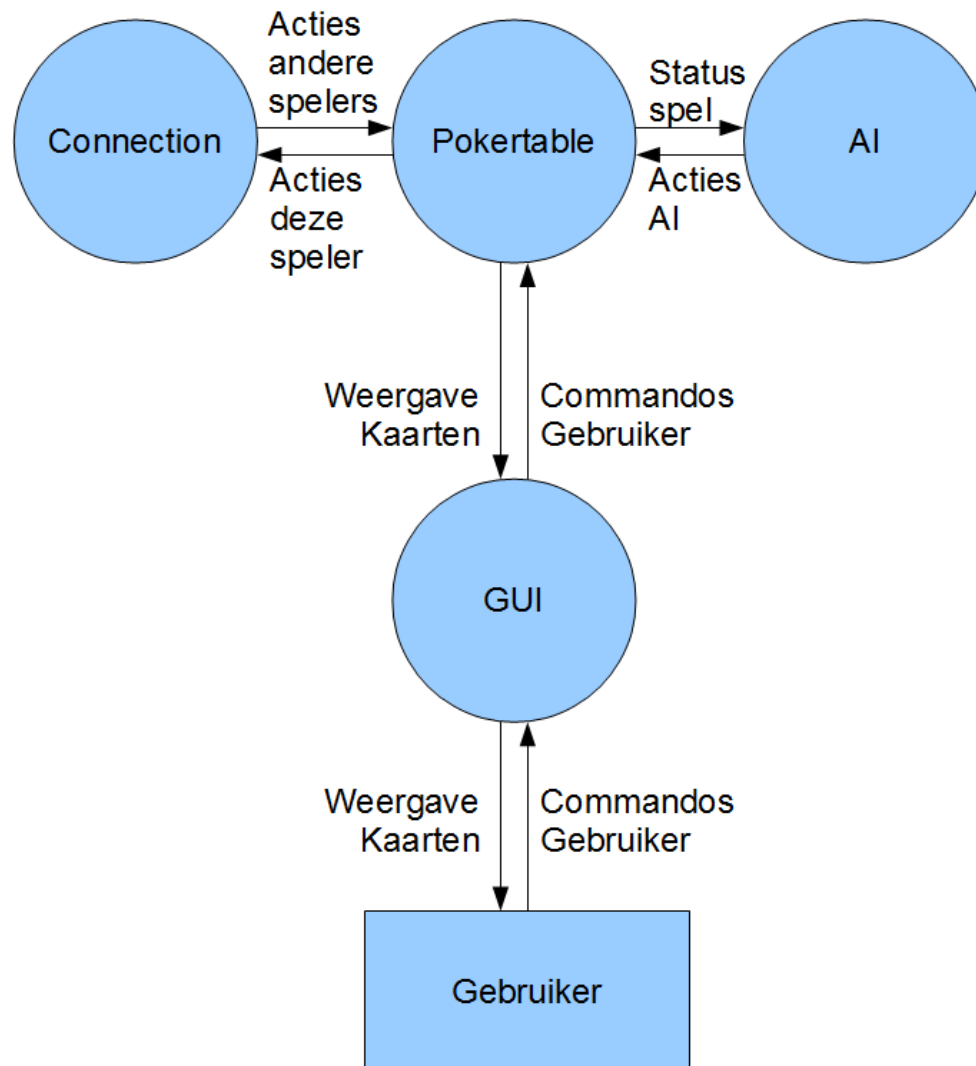 Acties
andere
spelers
Status
spel
Connection
Pokertable
AI
Acties
deze
speler
Acties
AI
Weergave
Kaarten
Commandos
Gebruiker
GUI
Weergave
Kaarten
Commandos
Gebruiker
Gebruiker